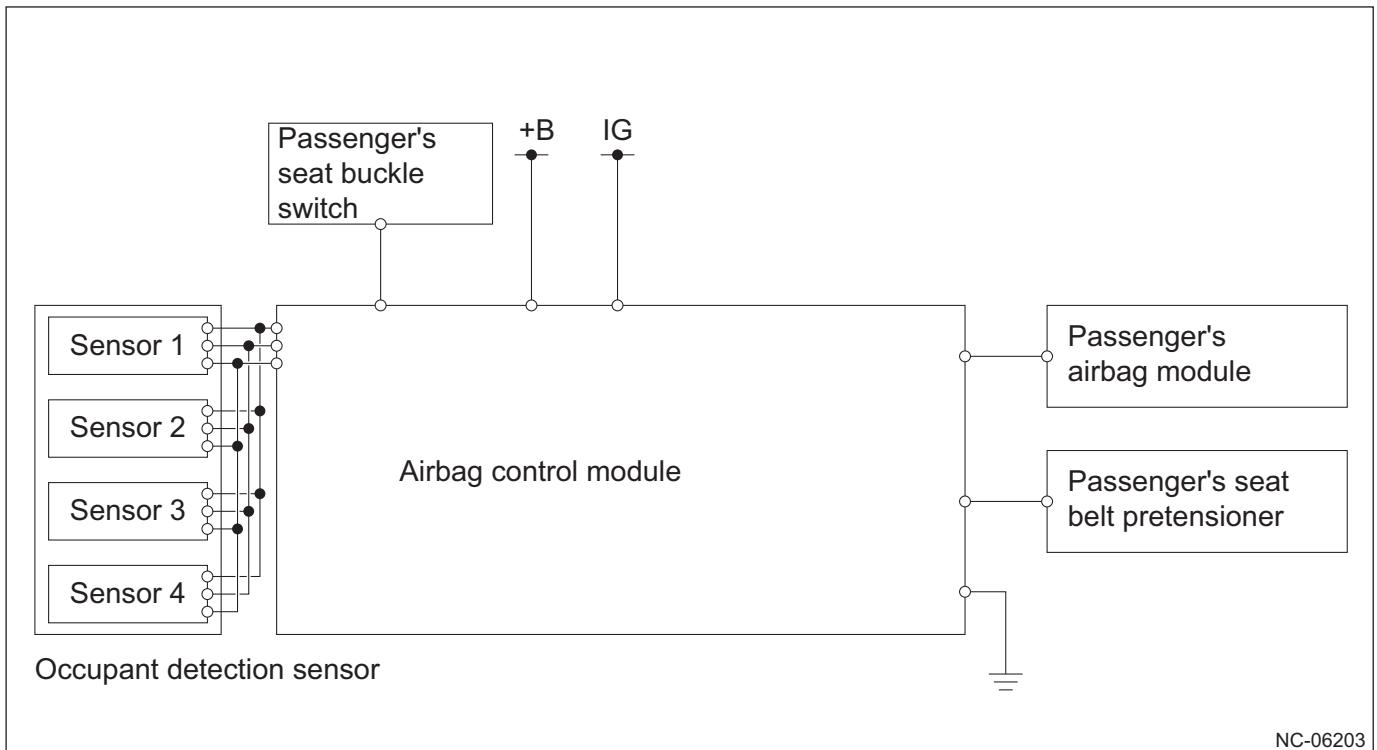 Passenger's
seat buckle
switch
+B
IG
Sensor 1
Sensor 2
Sensor 3
Sensor 4
Airbag control module
Passenger's
airbag module
Passenger's seat
belt pretensioner
Occupant detection sensor
NC-06203